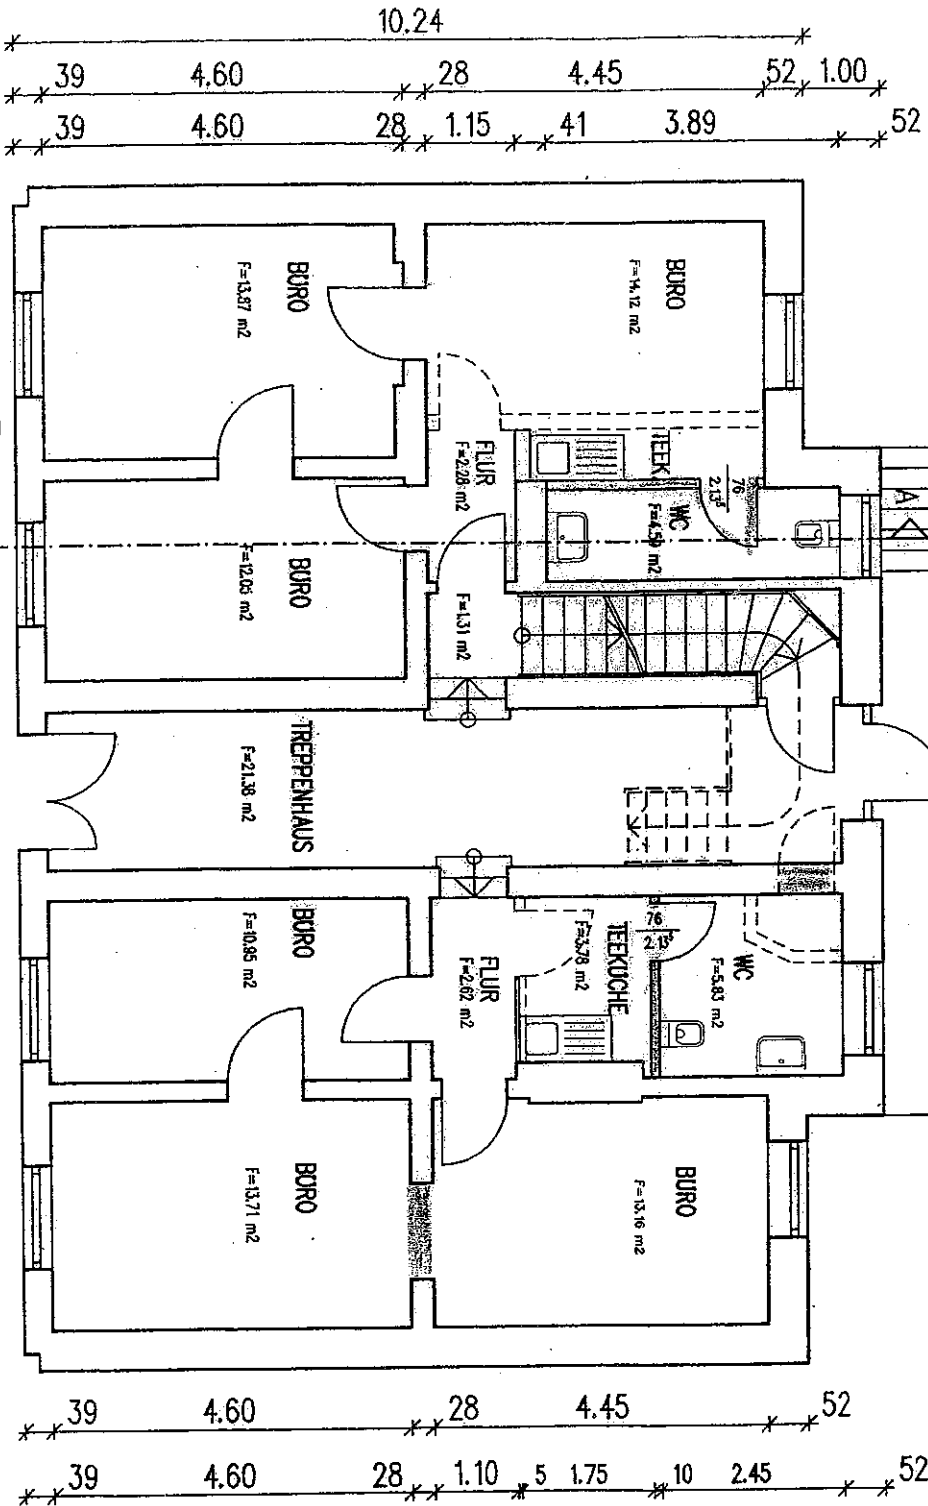 10.24
39 4.60 28 4.45 52 1.00
39 4.60 28 1.15 41 3.89 52
BÜRO
F=13.87 m2
BÜRO
F=14.12 m2
FLUR
F=2.28 m2
TEEK
76
2.13⁵
WC
F=4.59 m2
A
BÜRO
F=12.05 m2
F=1.31 m2
TREPPENHAUS
F=21.38 m2
BÜRO
F=10.85 m2
FLUR
F=2.62 m2
TEEKÜCHE
F=3.78 m2
76
2.13⁵
WC
F=5.83 m2
BÜRO
F=13.71 m2
BÜRO
F=13.16 m2
39 4.60 28 4.45 52
39 4.60 28 1.10 5 1.75 10 2.45 52